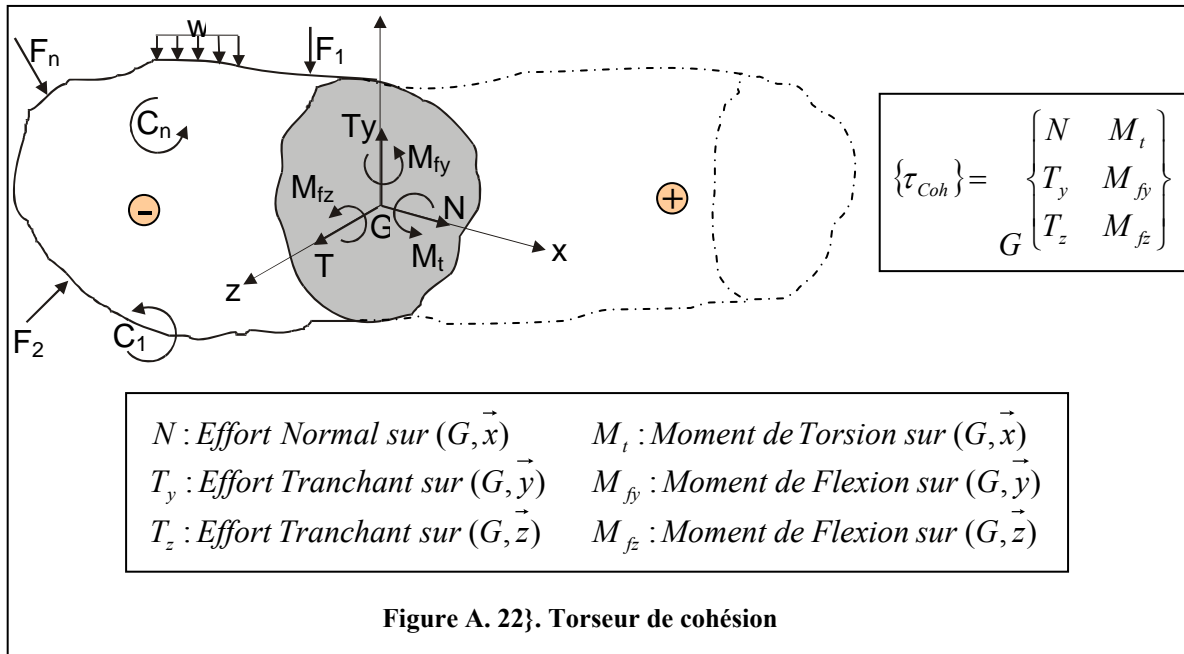 w
F_n
F_1
C_n
Ty
M_fy
M_fz
G
N
M_t
T
x
z
-
+
F_2
C_1
{τ_Coh} = _G { N M_t
T_y M_fy
T_z M_fz }
N : Effort Normal sur (G, x⃗) M_t : Moment de Torsion sur (G, x⃗)
T_y : Effort Tranchant sur (G, y⃗) M_fy : Moment de Flexion sur (G, y⃗)
T_z : Effort Tranchant sur (G, z⃗) M_fz : Moment de Flexion sur (G, z⃗)
Figure A. 22}. Torseur de cohésion